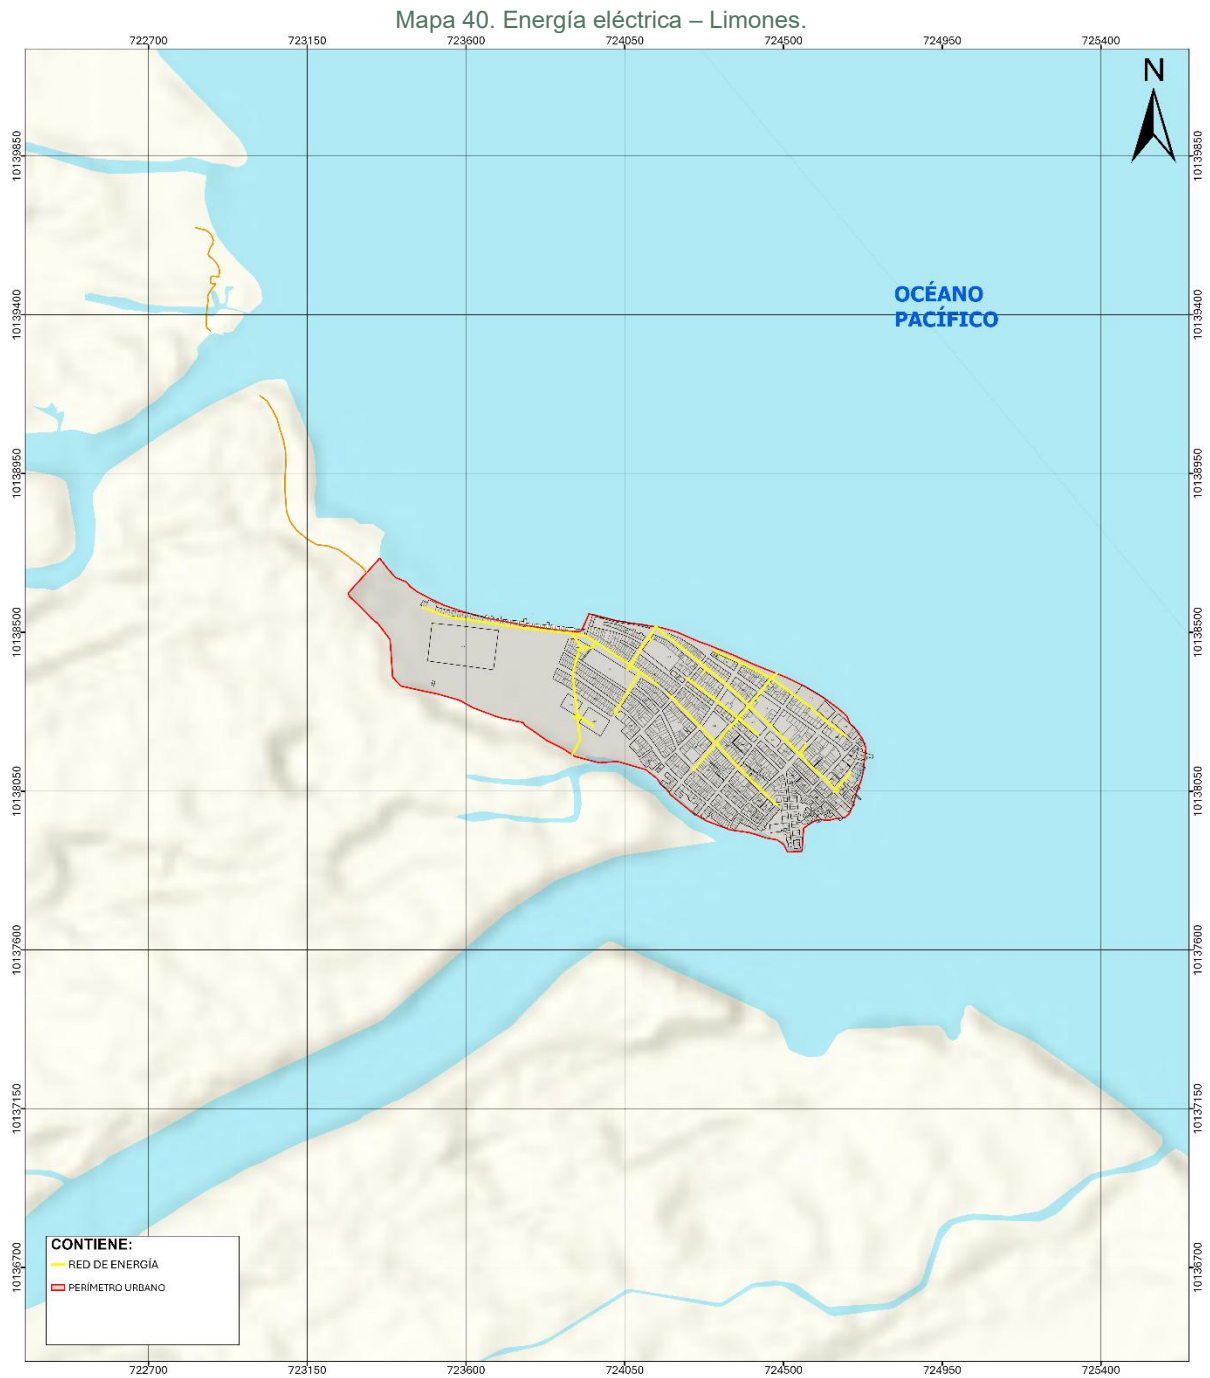 Mapa 40. Energía eléctrica – Limones.
722700 723150 723600 724050 724500 724950 725400
N
10139850 10139850
OCÉANO
PACÍFICO
10139400 10139400
10138950 10138950
10138500 10138500
10138050 10138050
10137600 10137600
10137150 10137150
10136700 10136700
CONTIENE:
RED DE ENERGÍA
PERÍMETRO URBANO
722700 723150 723600 724050 724500 724950 725400